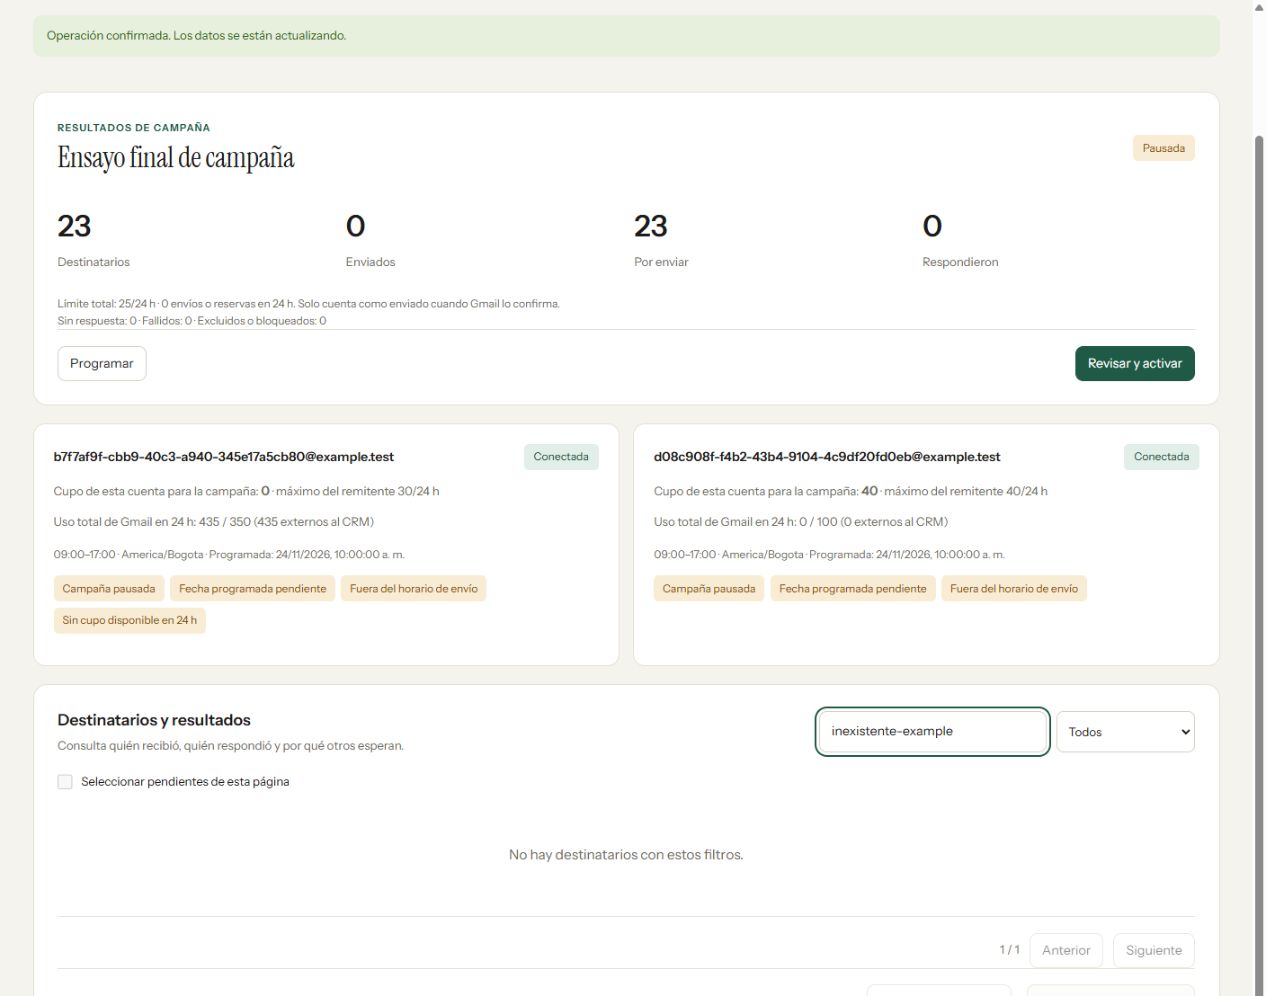 Operación confirmada. Los datos se están actualizando.
RESULTADOS DE CAMPAÑA
Ensayo final de campaña
Pausada
23
Destinatarios
0
Enviados
23
Por enviar
0
Respondieron
Límite total: 25/24 h · 0 envíos o reservas en 24 h. Solo cuenta como enviado cuando Gmail lo confirma.
Sin respuesta: 0 · Fallidos: 0 · Excluidos o bloqueados: 0
Programar
Revisar y activar
b7f7af9f-cbb9-40c3-a940-345e17a5cb80@example.test
Conectada
Cupo de esta cuenta para la campaña: 0 · máximo del remitente 30/24 h
Uso total de Gmail en 24 h: 435 / 350 (435 externos al CRM)
09:00–17:00 · America/Bogota · Programada: 24/11/2026, 10:00:00 a. m.
Campaña pausada
Fecha programada pendiente
Fuera del horario de envío
Sin cupo disponible en 24 h
d08c908f-f4b2-43b4-9104-4c9df20fd0eb@example.test
Conectada
Cupo de esta cuenta para la campaña: 40 · máximo del remitente 40/24 h
Uso total de Gmail en 24 h: 0 / 100 (0 externos al CRM)
09:00–17:00 · America/Bogota · Programada: 24/11/2026, 10:00:00 a. m.
Campaña pausada
Fecha programada pendiente
Fuera del horario de envío
Destinatarios y resultados
Consulta quién recibió, quién respondió y por qué otros esperan.
inexistente-example
Todos
Seleccionar pendientes de esta página
No hay destinatarios con estos filtros.
1 / 1
Anterior
Siguiente